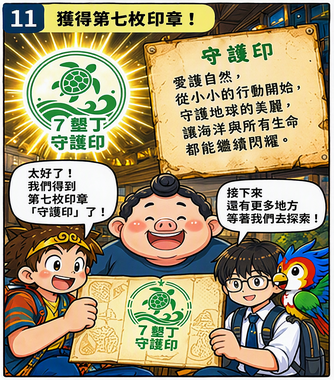 11 獲得第七枚印章！
7 墾丁
守護印
守護印
愛護自然，
從小小的行動開始，
守護地球的美麗，
讓海洋與所有生命
都能繼續閃耀。
太好了！
我們得到
第七枚印章
「守護印」了！
接下來
還有更多地方
等著我們去探索！
7 墾丁
守護印